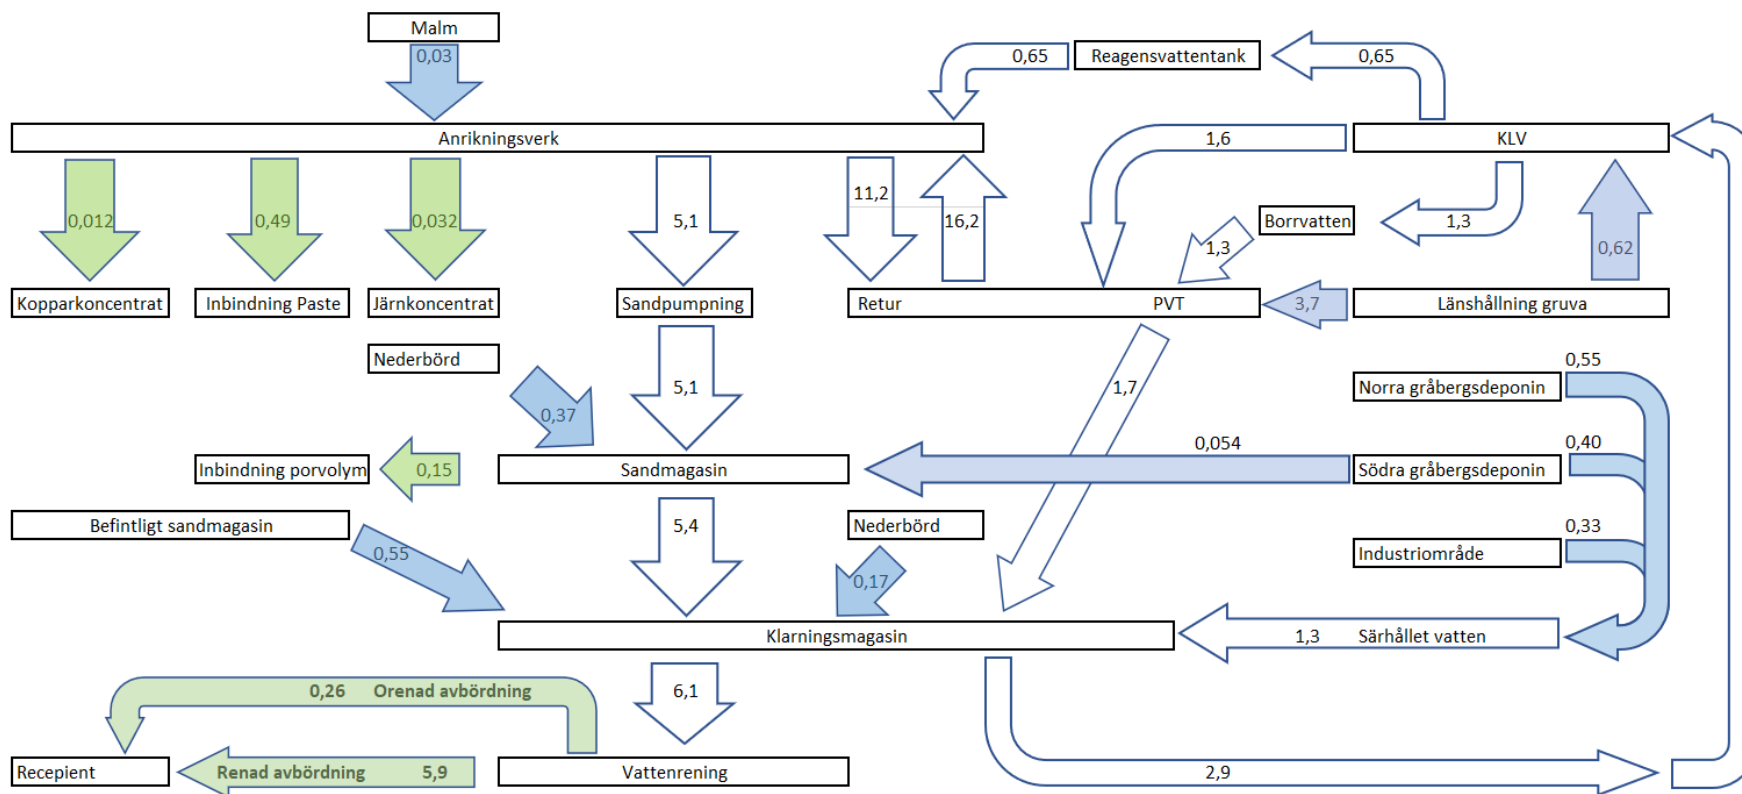 Malm
0,03
0,65
Reagensvattentank
0,65
Anrikningsverk
1,6
KLV
0,012
0,49
0,032
5,1
11,2
16,2
Borrvatten
1,3
1,3
0,62
Kopparkoncentrat
Inbindning Paste
Järnkoncentrat
Sandpumpning
Retur
PVT
3,7
Länshållning gruva
Nederbörd
0,37
5,1
1,7
0,55
Norra gråbergsdeponin
0,054
0,40
Inbindning porvolym
0,15
Sandmagasin
Södra gråbergsdeponin
Befintligt sandmagasin
0,55
5,4
Nederbörd
0,17
0,33
Industriområde
Klarningsmagasin
1,3 Särhållet vatten
0,26 Orenad avbördning
6,1
Recepient
Renad avbördning 5,9
Vattenrening
2,9